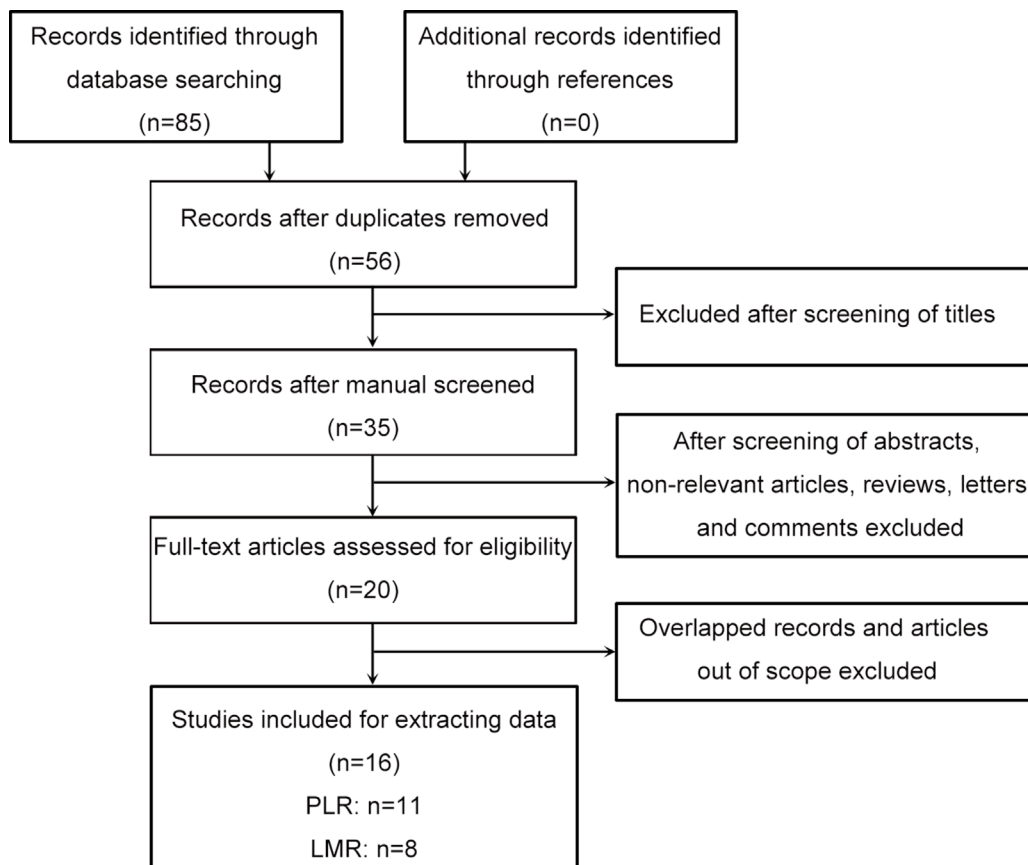 Records identified through
database searching
(n=85)
Additional records identified
through references
(n=0)
Records after duplicates removed
(n=56)
Excluded after screening of titles
Records after manual screened
(n=35)
After screening of abstracts,
non-relevant articles, reviews, letters
and comments excluded
Full-text articles assessed for eligibility
(n=20)
Overlapped records and articles
out of scope excluded
Studies included for extracting data
(n=16)
PLR: n=11
LMR: n=8